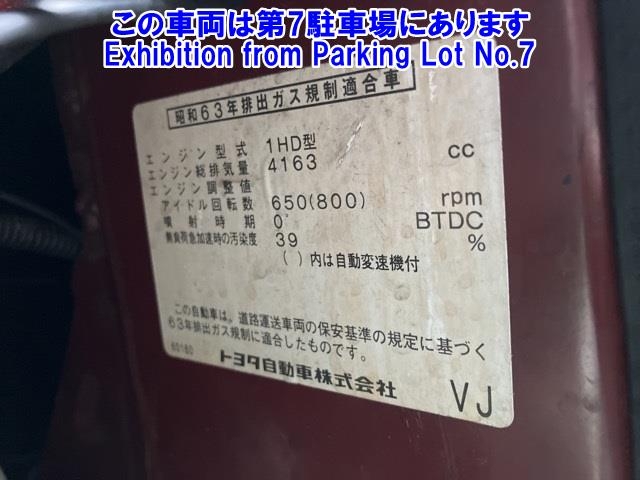 この車両は第7駐車場にあります
Exhibition from Parking Lot No.7
昭和63年排出ガス規制適合車
エンジン型式 1HD型
エンジン総排気量 4163 cc
エンジン調整値
アイドル回転数 650(800) rpm
噴射時期 0° BTDC
無負荷急加速時の汚染度 39 %
( )内は自動変速機付
この自動車は、道路運送車両の保安基準の規定に基づく
63年排出ガス規制に適合したものです。
60160
トヨタ自動車株式会社
VJ